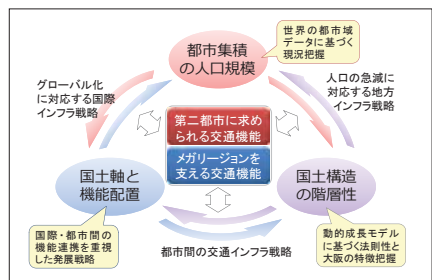 世界の都市域
データに基づく
現況把握
都市集積
の人口規模
グローバル化
に対応する国際
インフラ戦略
人口の急減に
対応する地方
インフラ戦略
第二都市に求め
られる交通機能
メガリージョンを
支える交通機能
国土軸と
機能配置
国土構造
の階層性
国際・都市間の
機能連携を重視し
た発展戦略
都市間の交通インフラ戦略
動的成長モデル
に基づく法則性と
大阪の特徴把握